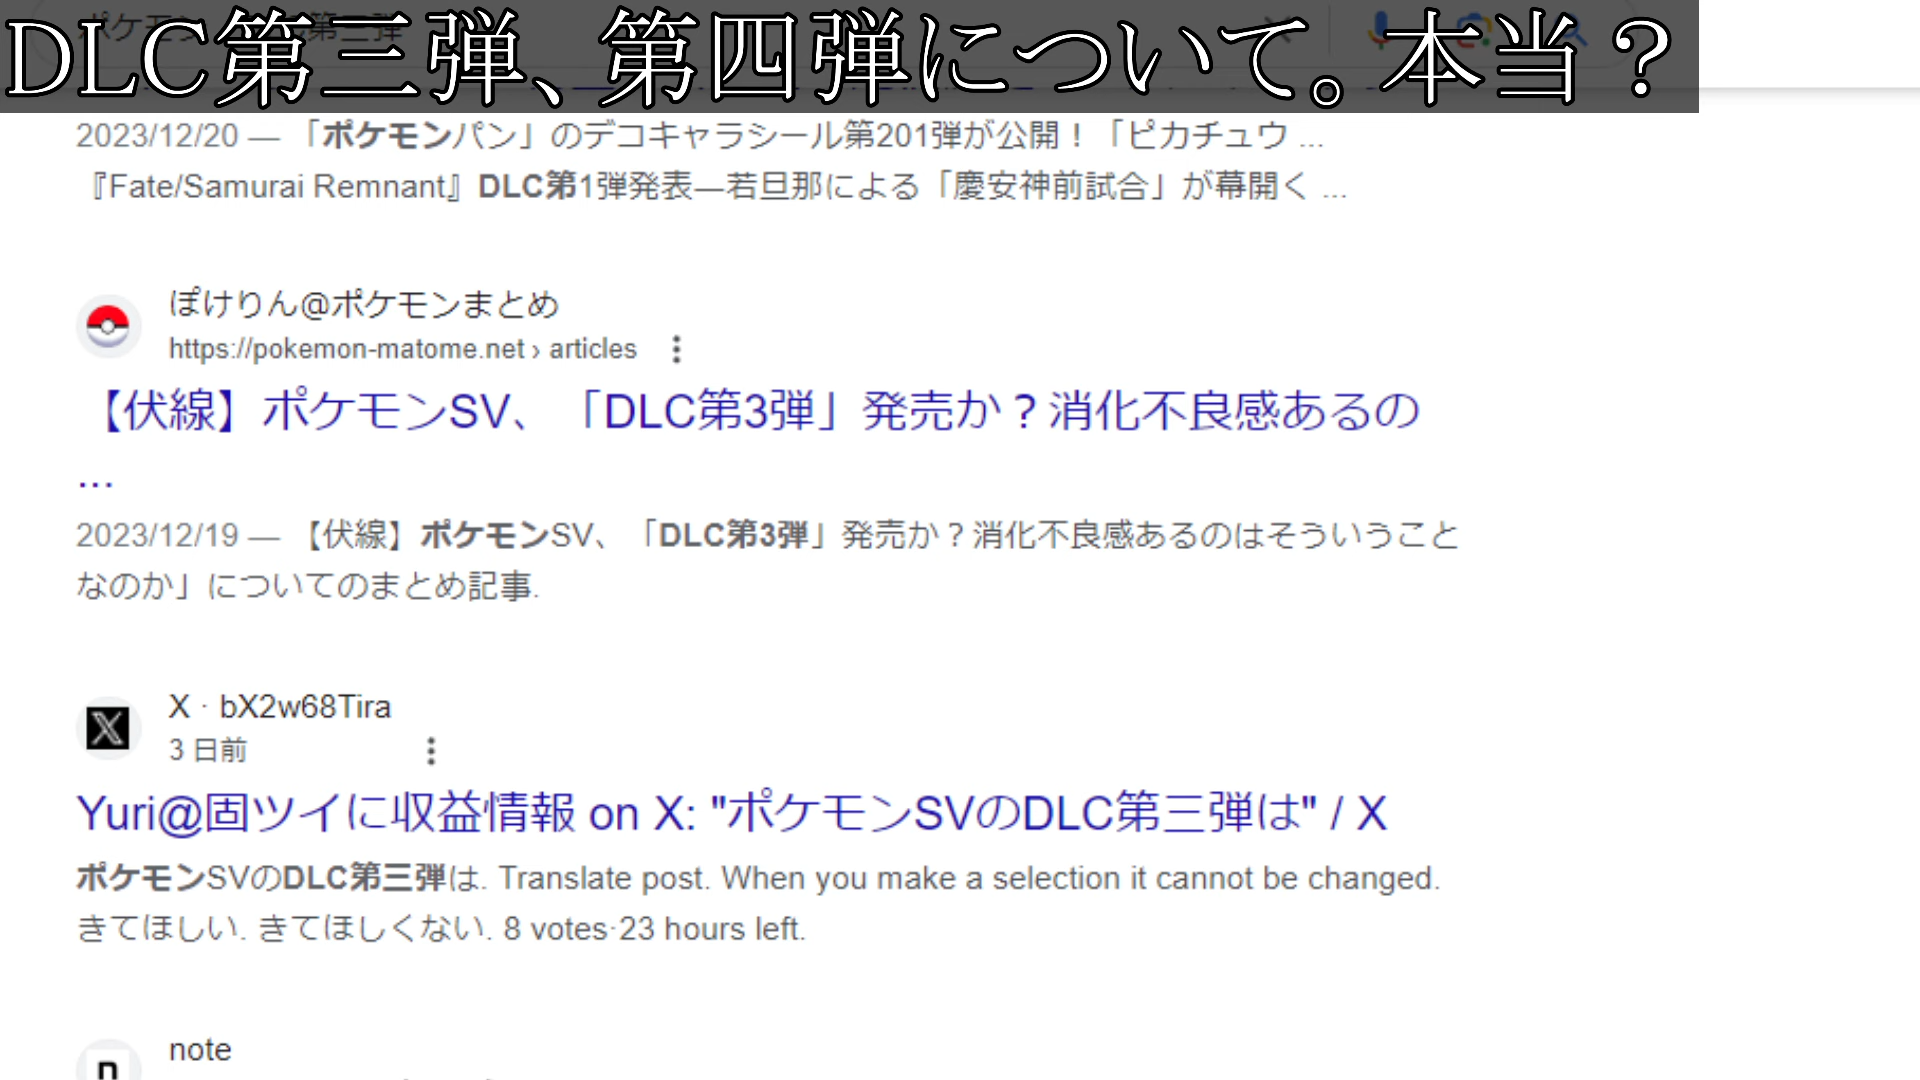 DLC第三弾、第四弾について。本当？
2023/12/20 — 「ポケモンパン」のデコキャラシール第201弾が公開！「ピカチュウ ...
『Fate/Samurai Remnant』DLC第1弾発表―若旦那による「慶安神前試合」が幕開く ...
ぽけりん@ポケモンまとめ
https://pokemon-matome.net › articles
【伏線】ポケモンSV、「DLC第3弾」発売か？消化不良感あるの
...
2023/12/19 — 【伏線】ポケモンSV、「DLC第3弾」発売か？消化不良感あるのはそういうこと
なのか」についてのまとめ記事.
X · bX2w68Tira
3 日前
Yuri@固ツイに収益情報 on X: "ポケモンSVのDLC第三弾は" / X
ポケモンSVのDLC第三弾は. Translate post. When you make a selection it cannot be changed.
きてほしい. きてほしくない. 8 votes·23 hours left.
note